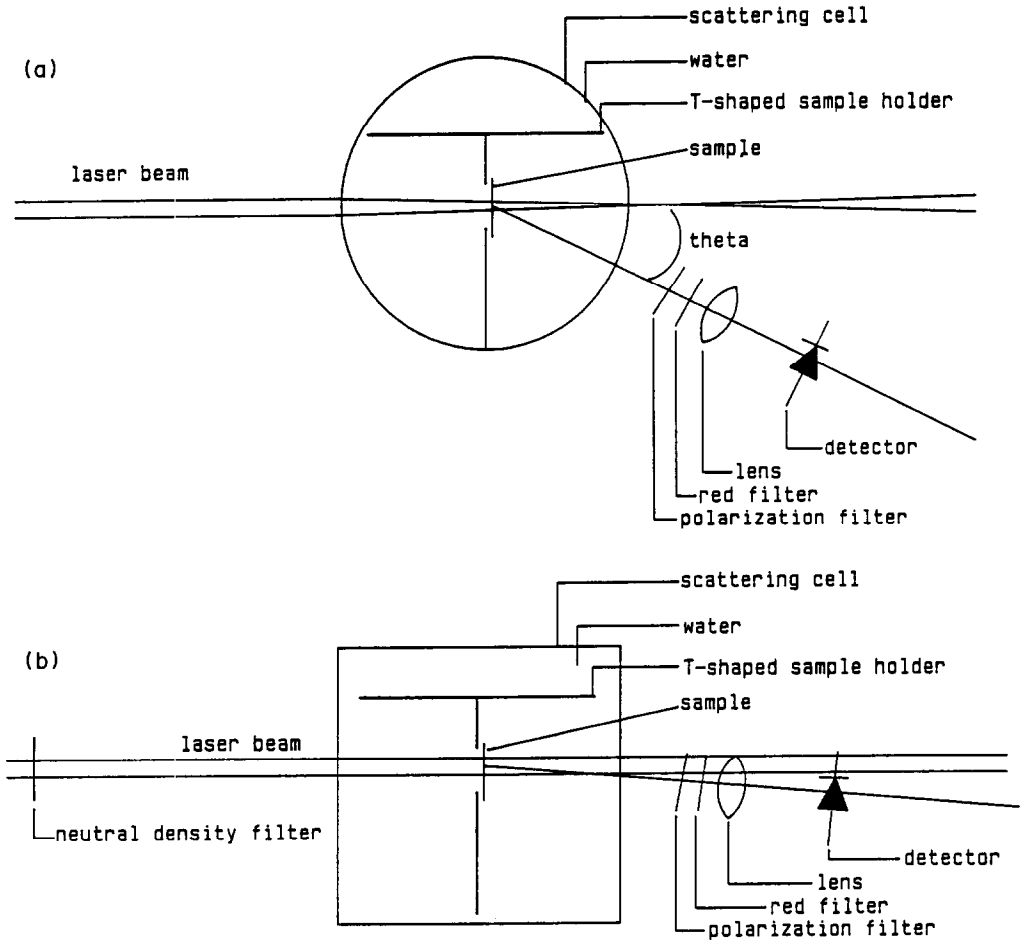 (a)
scattering cell
water
T-shaped sample holder
sample
laser beam
theta
detector
lens
red filter
polarization filter
(b)
scattering cell
water
T-shaped sample holder
sample
laser beam
neutral density filter
detector
lens
red filter
polarization filter